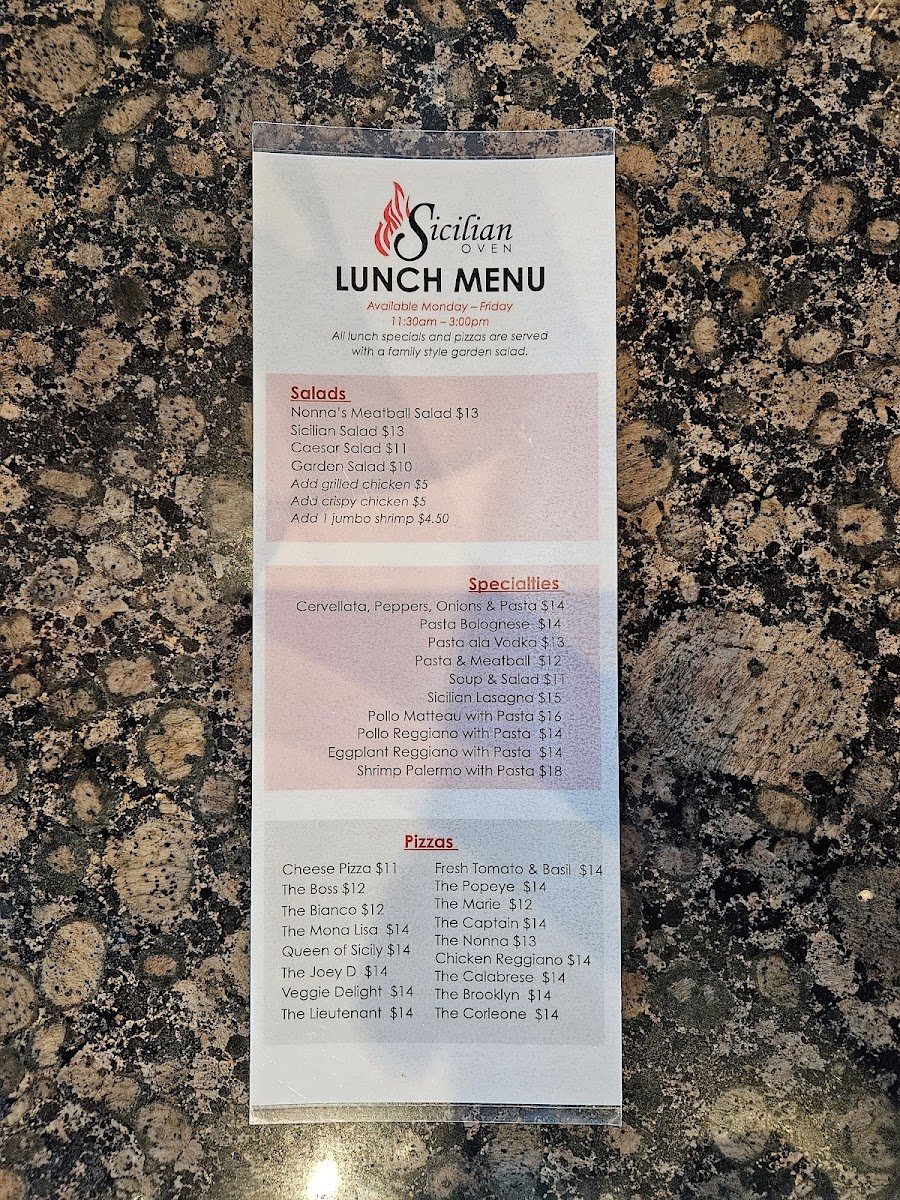 Sicilian
OVEN
LUNCH MENU
Available Monday – Friday
11:30am – 3:00pm
All lunch specials and pizzas are served
with a family style garden salad.
Salads
Nonna's Meatball Salad $13
Sicilian Salad $13
Caesar Salad $11
Garden Salad $10
Add grilled chicken $5
Add crispy chicken $5
Add 1 jumbo shrimp $4.50
Specialties
Cervellata, Peppers, Onions & Pasta $14
Pasta Bolognese $14
Pasta ala Vodka $13
Pasta & Meatball $12
Soup & Salad $11
Sicilian Lasagna $15
Pollo Matteau with Pasta $16
Pollo Reggiano with Pasta $14
Eggplant Reggiano with Pasta $14
Shrimp Palermo with Pasta $18
Pizzas
Cheese Pizza $11
The Boss $12
The Bianco $12
The Mona Lisa $14
Queen of Sicily $14
The Joey D $14
Veggie Delight $14
The Lieutenant $14
Fresh Tomato & Basil $14
The Popeye $14
The Marie $12
The Captain $14
The Nonna $13
Chicken Reggiano $14
The Calabrese $14
The Brooklyn $14
The Corleone $14